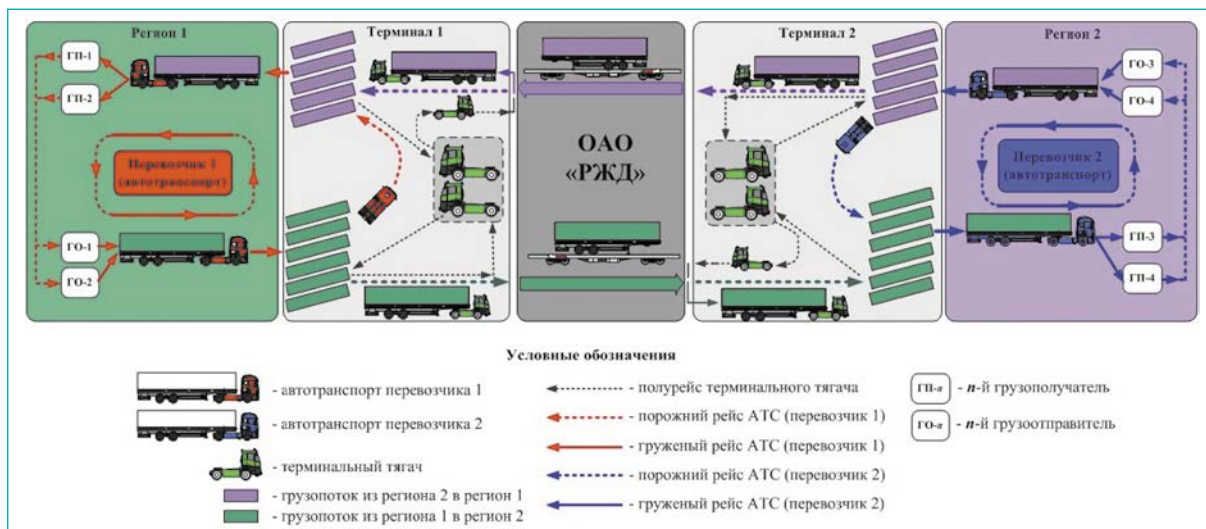 Регион 1
Терминал 1
Терминал 2
Регион 2
ГП-1
ГП-2
Перевозчик 1
(автотранспорт)
ГО-1
ГО-2
ОАО
«РЖД»
ГО-3
ГО-4
Перевозчик 2
(автотранспорт)
ГП-3
ГП-4
Условные обозначения
- автотранспорт перевозчика 1
- автотранспорт перевозчика 2
- терминальный тягач
- грузопоток из региона 2 в регион 1
- грузопоток из региона 1 в регион 2
- полурейс терминального тягача
- порожний рейс АТС (перевозчик 1)
- груженый рейс АТС (перевозчик 1)
- порожний рейс АТС (перевозчик 2)
- груженый рейс АТС (перевозчик 2)
ГП-n - n-й грузополучатель
ГО-n - n-й грузоотправитель